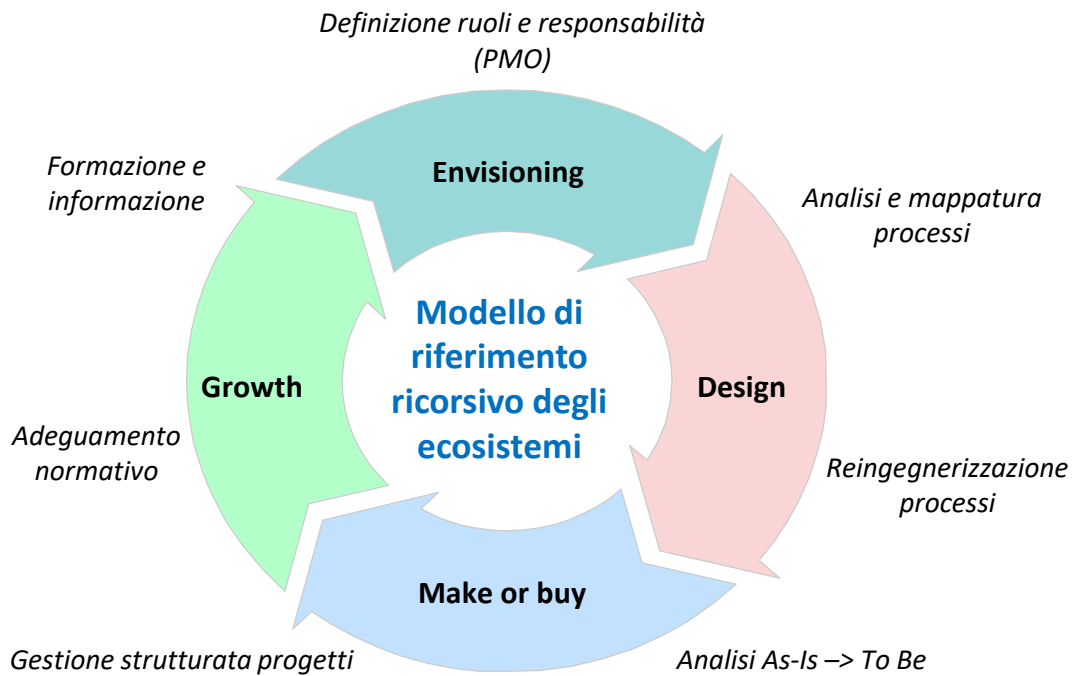 Definizione ruoli e responsabilità
(PMO)
Envisioning
Formazione e
informazione
Analisi e mappatura
processi
Modello di
riferimento
ricorsivo degli
ecosistemi
Growth
Design
Adeguamento
normativo
Reingegnerizzazione
processi
Make or buy
Gestione strutturata progetti
Analisi As-Is –> To Be